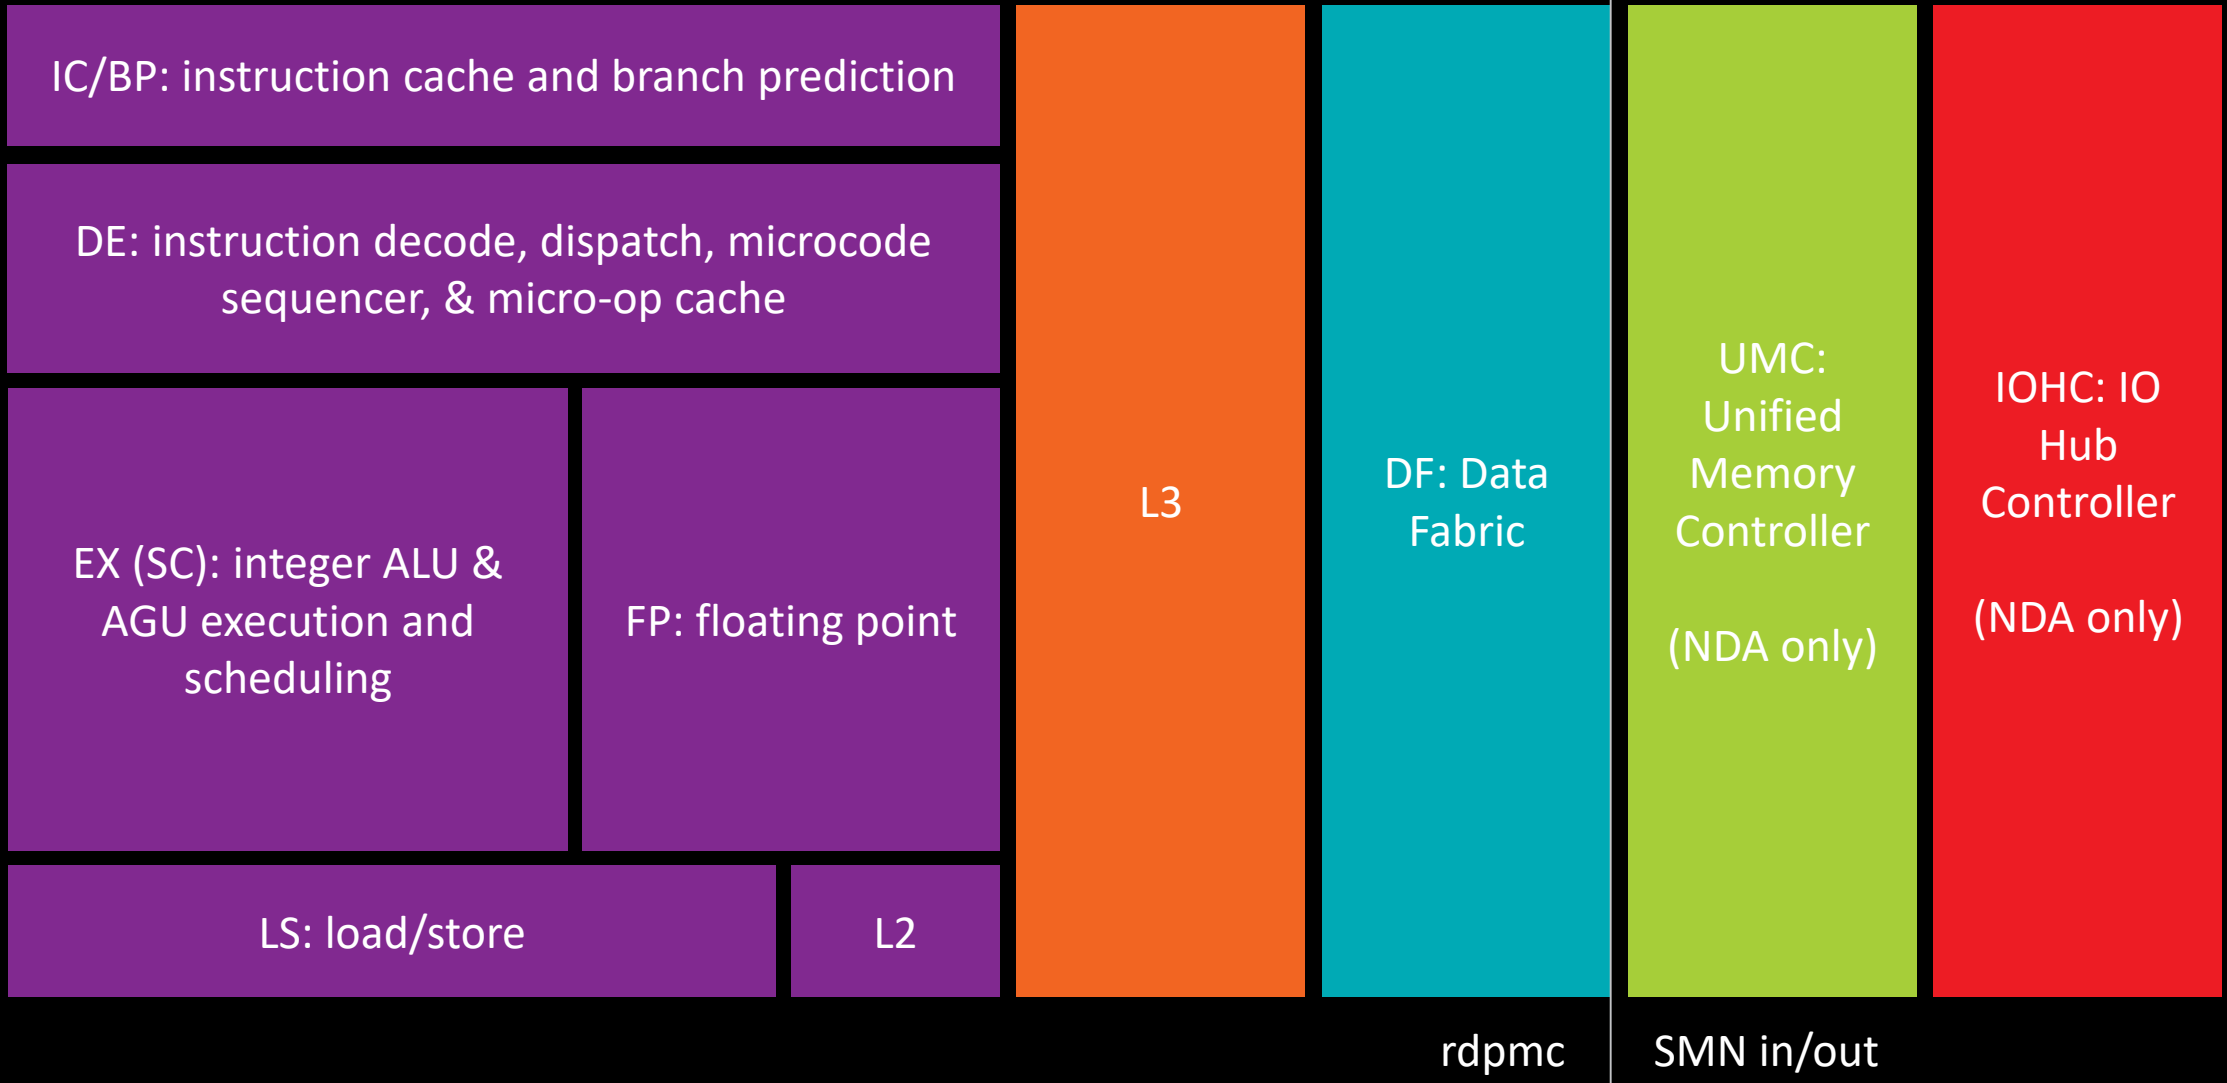 IC/BP: instruction cache and branch prediction
DE: instruction decode, dispatch, microcode
sequencer, & micro-op cache
EX (SC): integer ALU &
AGU execution and
scheduling
FP: floating point
LS: load/store
L2
L3
DF: Data
Fabric
UMC:
Unified
Memory
Controller
(NDA only)
IOHC: IO
Hub
Controller
(NDA only)
rdpmc
SMN in/out